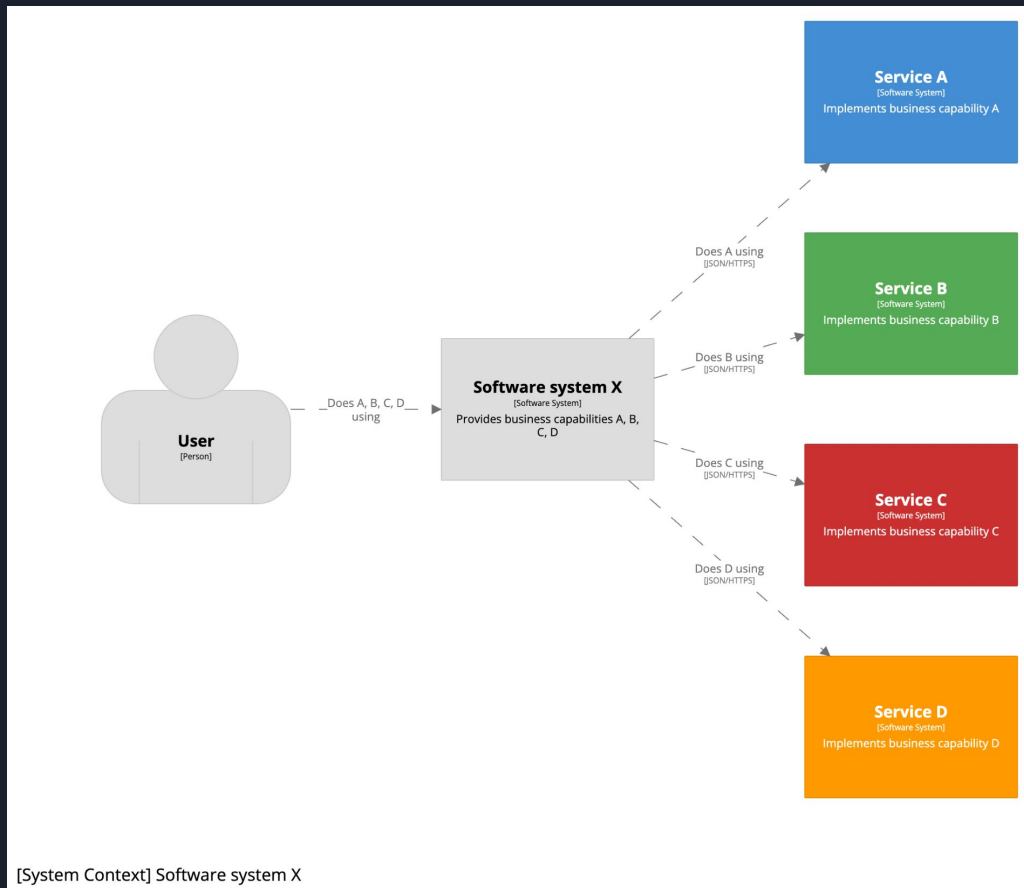 Service A
[Software System]
Implements business capability A
Does A using
[JSON/HTTPS]
Service B
[Software System]
Implements business capability B
Does B using
[JSON/HTTPS]
User
[Person]
Does A, B, C, D
using
Software system X
[Software System]
Provides business capabilities A, B,
C, D
Does C using
[JSON/HTTPS]
Service C
[Software System]
Implements business capability C
Does D using
[JSON/HTTPS]
Service D
[Software System]
Implements business capability D
[System Context] Software system X